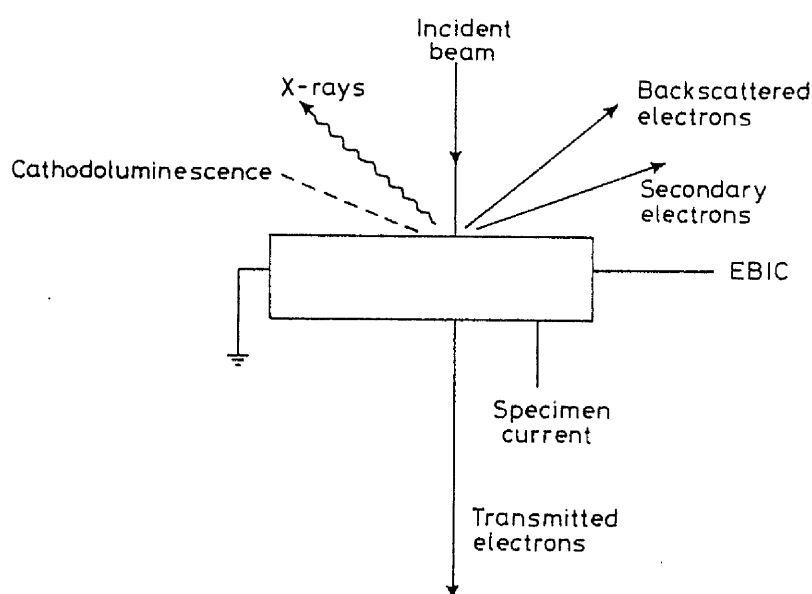 Incident
beam
X-rays
Backscattered
electrons
Cathodoluminescence
Secondary
electrons
EBIC
Specimen
current
Transmitted
electrons